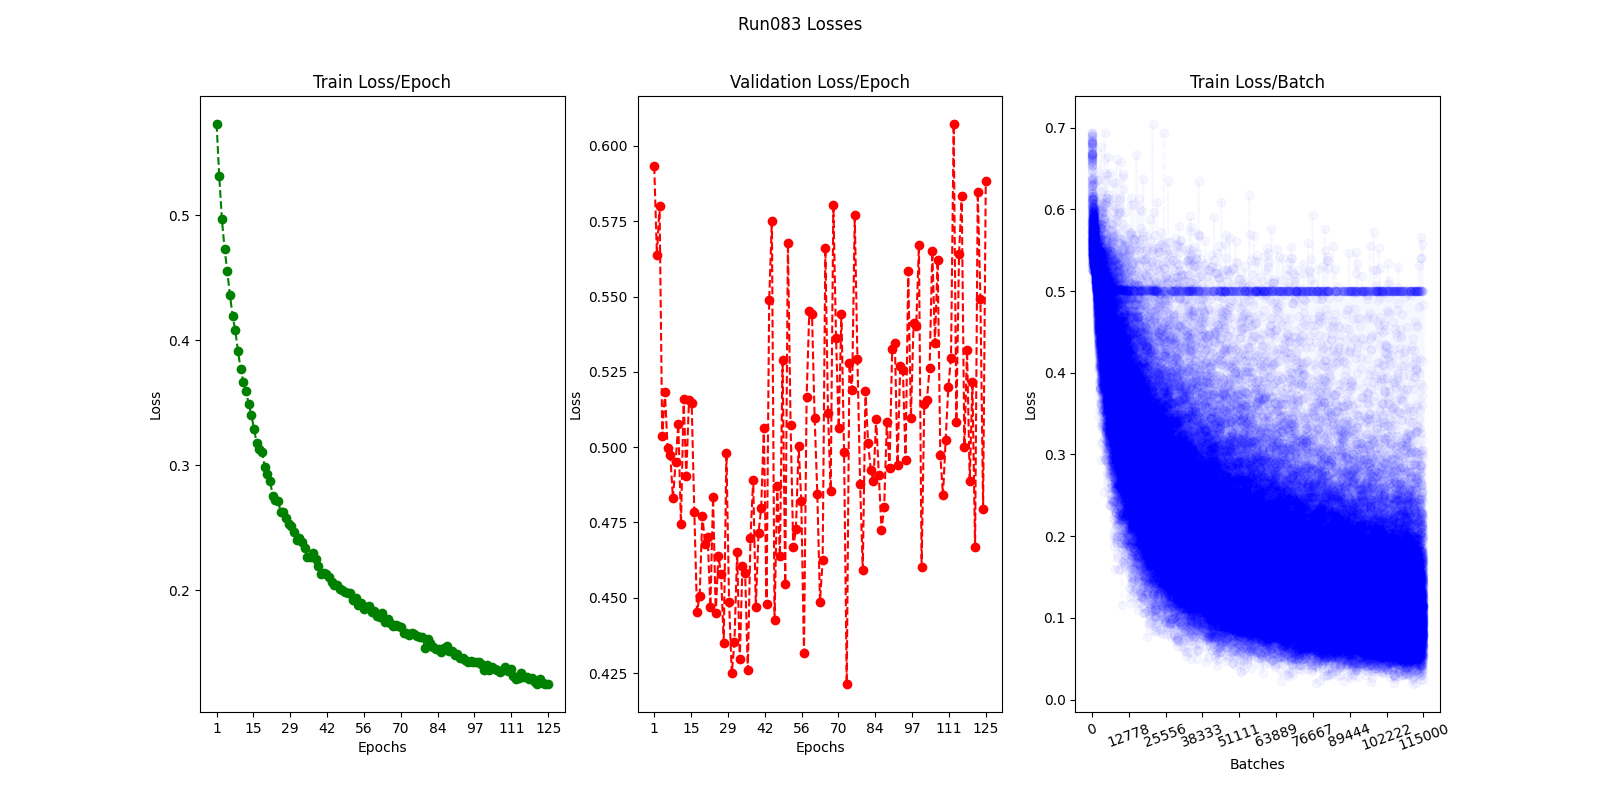 Run083 Losses
Train Loss/Epoch
Validation Loss/Epoch
Train Loss/Batch
Loss
0.5
0.4
0.3
0.2
1 15 29 42 56 70 84 97 111 125
Epochs
Loss
0.600
0.575
0.550
0.525
0.500
0.475
0.450
0.425
1 15 29 42 56 70 84 97 111 125
Epochs
Loss
0.7
0.6
0.5
0.4
0.3
0.2
0.1
0.0
0 12778 25556 38333 51111 63889 76667 89444 102222 115000
Batches